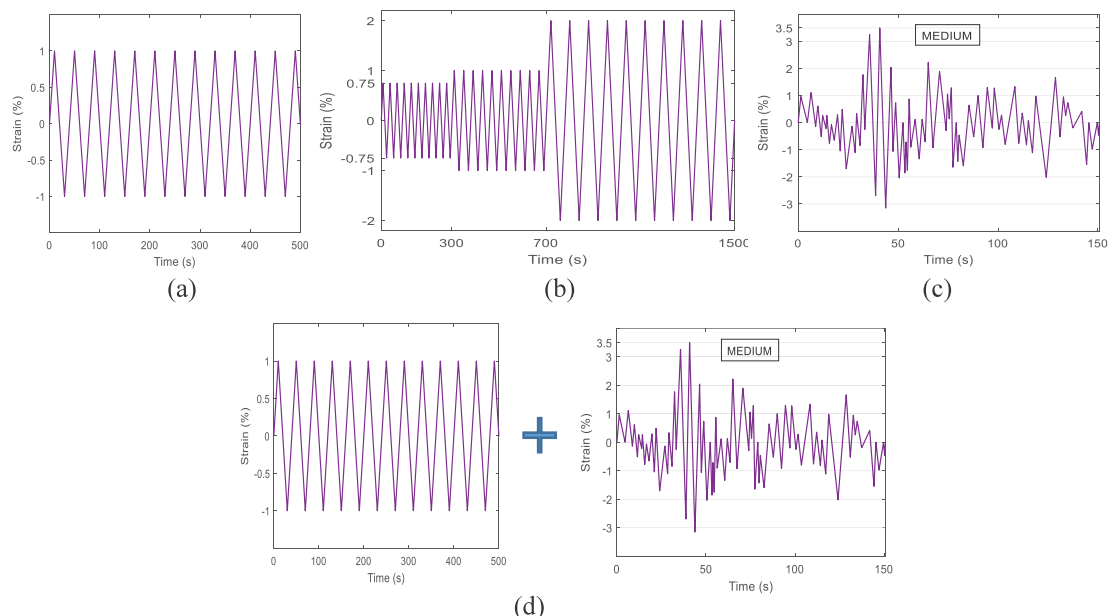 1
0.5
0
-0.5
-1
Strain (%)
0 100 200 300 400 500
Time (s)
(a)
2
1
0.75
0
-0.75
-1
-2
Strain (%)
0 300 700 1500
Time (s)
(b)
MEDIUM
3.5
3
2
1
0
-1
-2
-3
Strain (%)
0 50 100 150
Time (s)
(c)
1
0.5
0
-0.5
-1
Strain (%)
0 100 200 300 400 500
Time (s)
MEDIUM
3.5
3
2
1
0
-1
-2
-3
Strain (%)
0 50 100 150
Time (s)
(d)